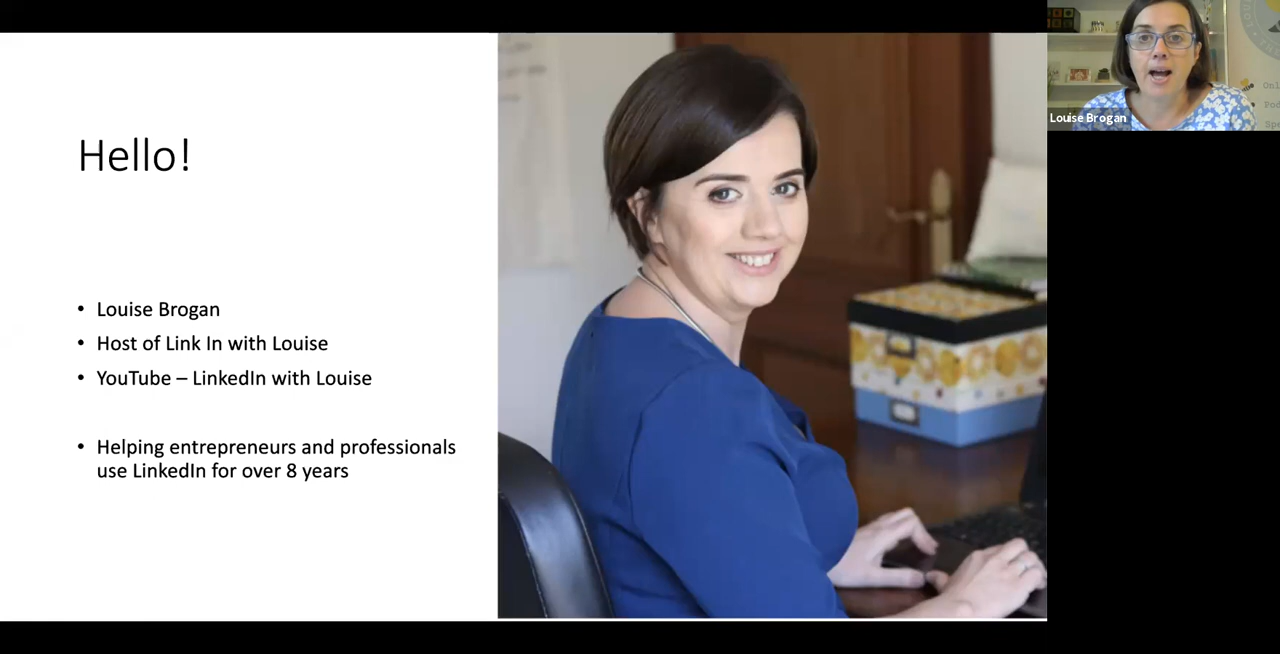 Hello!
• Louise Brogan
• Host of Link In with Louise
• YouTube – LinkedIn with Louise
• Helping entrepreneurs and professionals
use LinkedIn for over 8 years
Louise Brogan